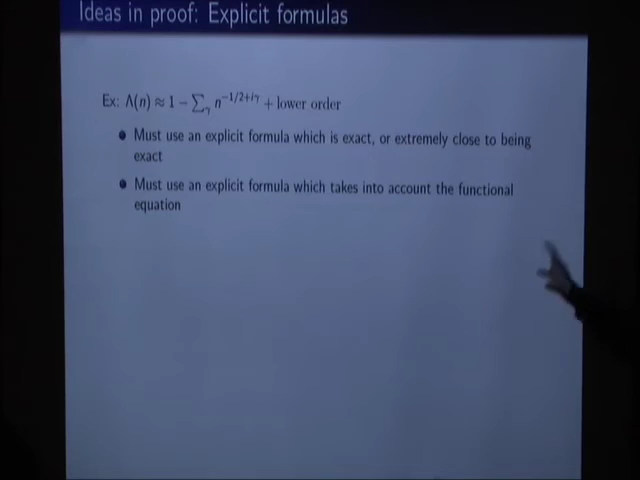 Ideas in proof: Explicit formulas
Ex: Λ(n) ≈ 1 − ∑_γ n^{−1/2+iγ} + lower order
Must use an explicit formula which is exact, or extremely close to being
exact
Must use an explicit formula which takes into account the functional
equation